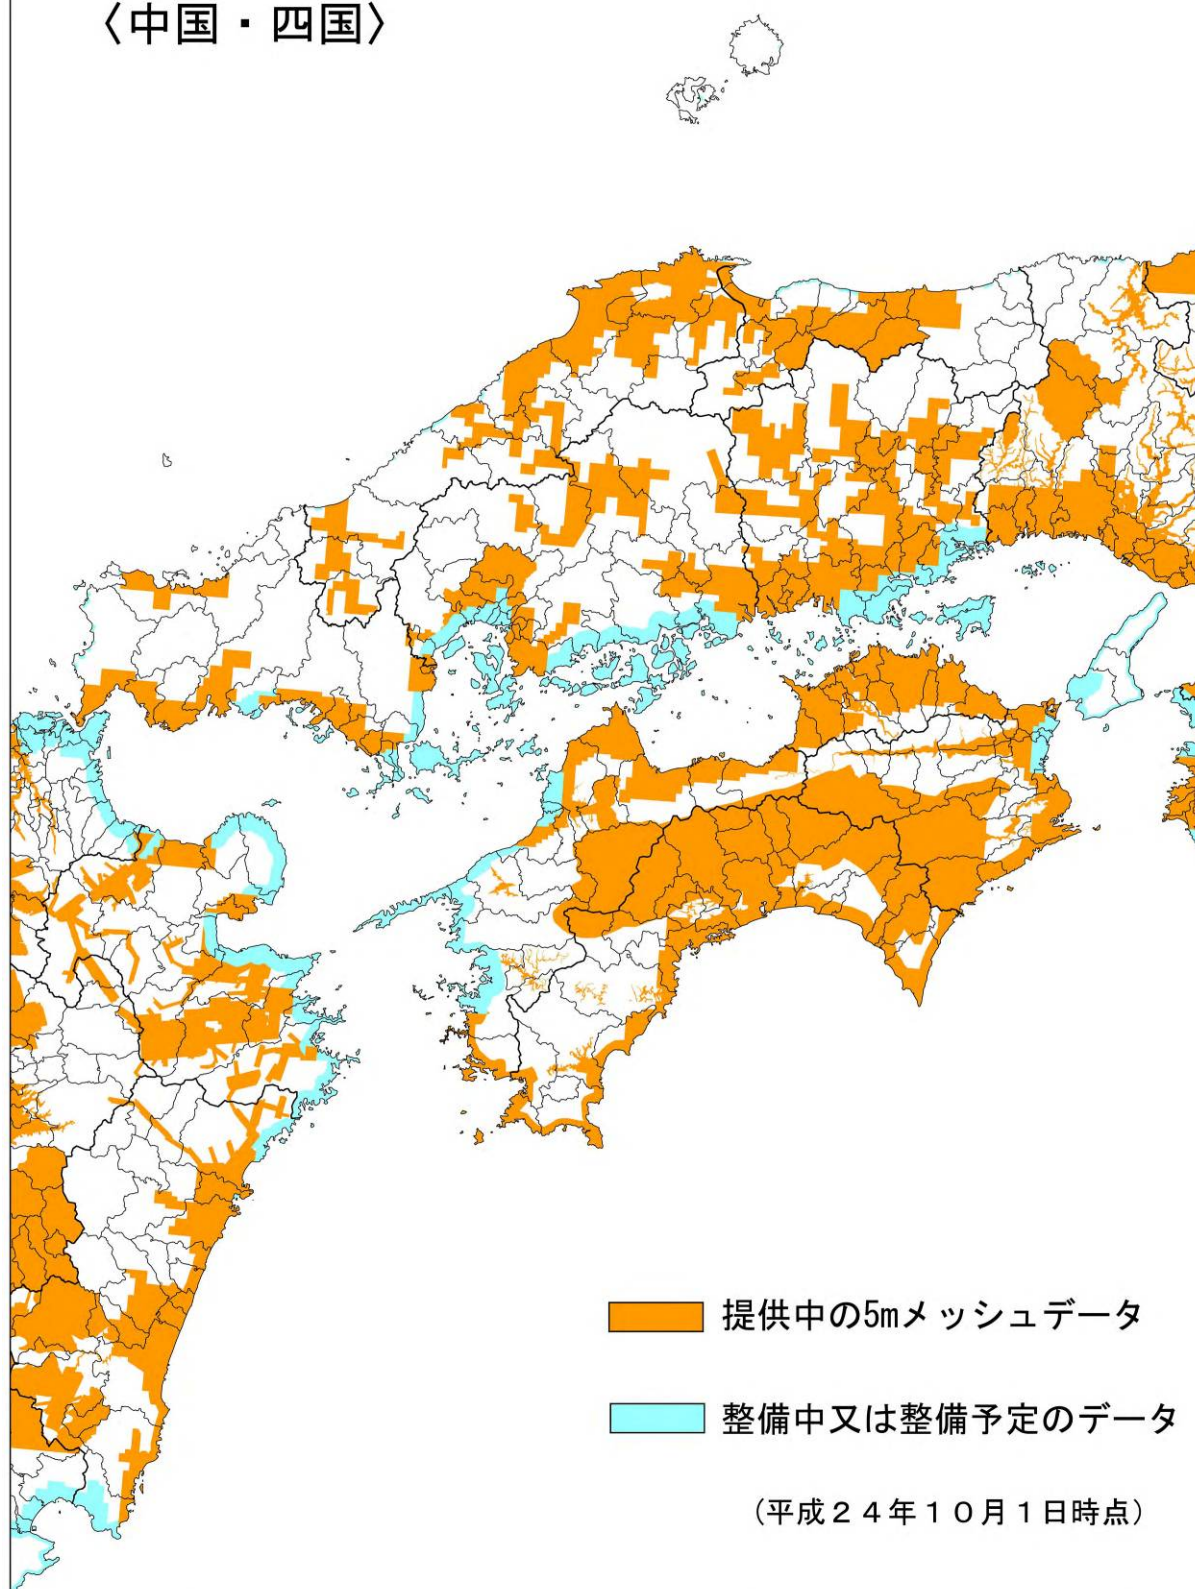 〈中国・四国〉
提供中の5mメッシュデータ
整備中又は整備予定のデータ
（平成２４年１０月１日時点）